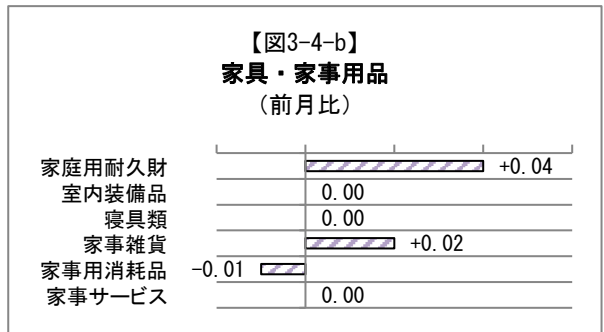 【図3-4-b】
家具・家事用品
（前月比）
家庭用耐久財 +0.04
室内装備品 0.00
寝具類 0.00
家事雑貨 +0.02
家事用消耗品 -0.01
家事サービス 0.00